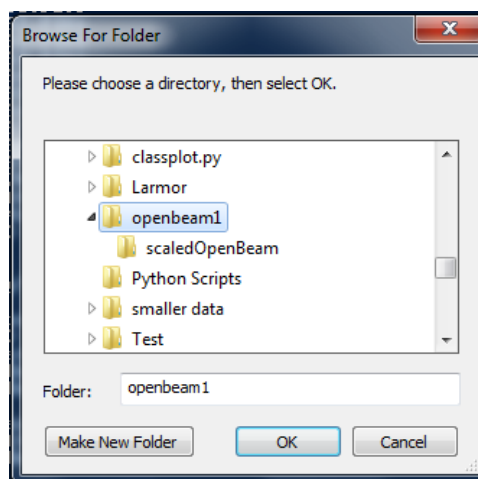 Browse For Folder
Please choose a directory, then select OK.
classplot.py
Larmor
openbeam1
scaledOpenBeam
Python Scripts
smaller data
Test
Folder: openbeam1
Make New Folder OK Cancel